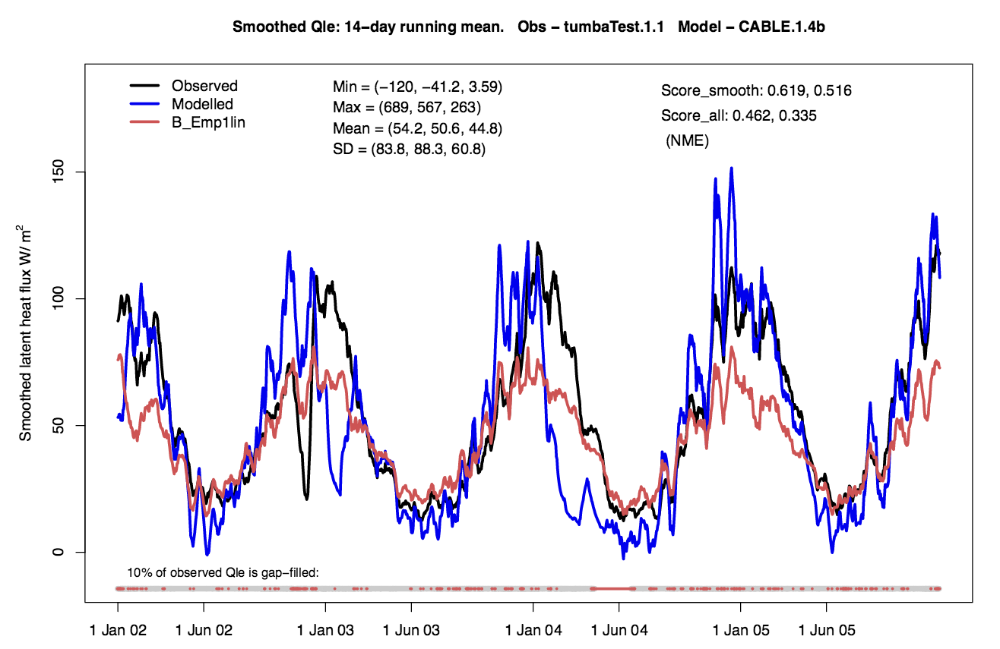 Smoothed Qle: 14−day running mean.   Obs − tumbaTest.1.1   Model − CABLE.1.4b
Observed
Modelled
B_Emp1lin
Min = (−120, −41.2, 3.59)
Max = (689, 567, 263)
Mean = (54.2, 50.6, 44.8)
SD = (83.8, 88.3, 60.8)
Score_smooth: 0.619, 0.516
Score_all: 0.462, 0.335
(NME)
Smoothed latent heat flux W/ m²
150
100
50
0
10% of observed Qle is gap−filled:
1 Jan 02
1 Jun 02
1 Jan 03
1 Jun 03
1 Jan 04
1 Jun 04
1 Jan 05
1 Jun 05